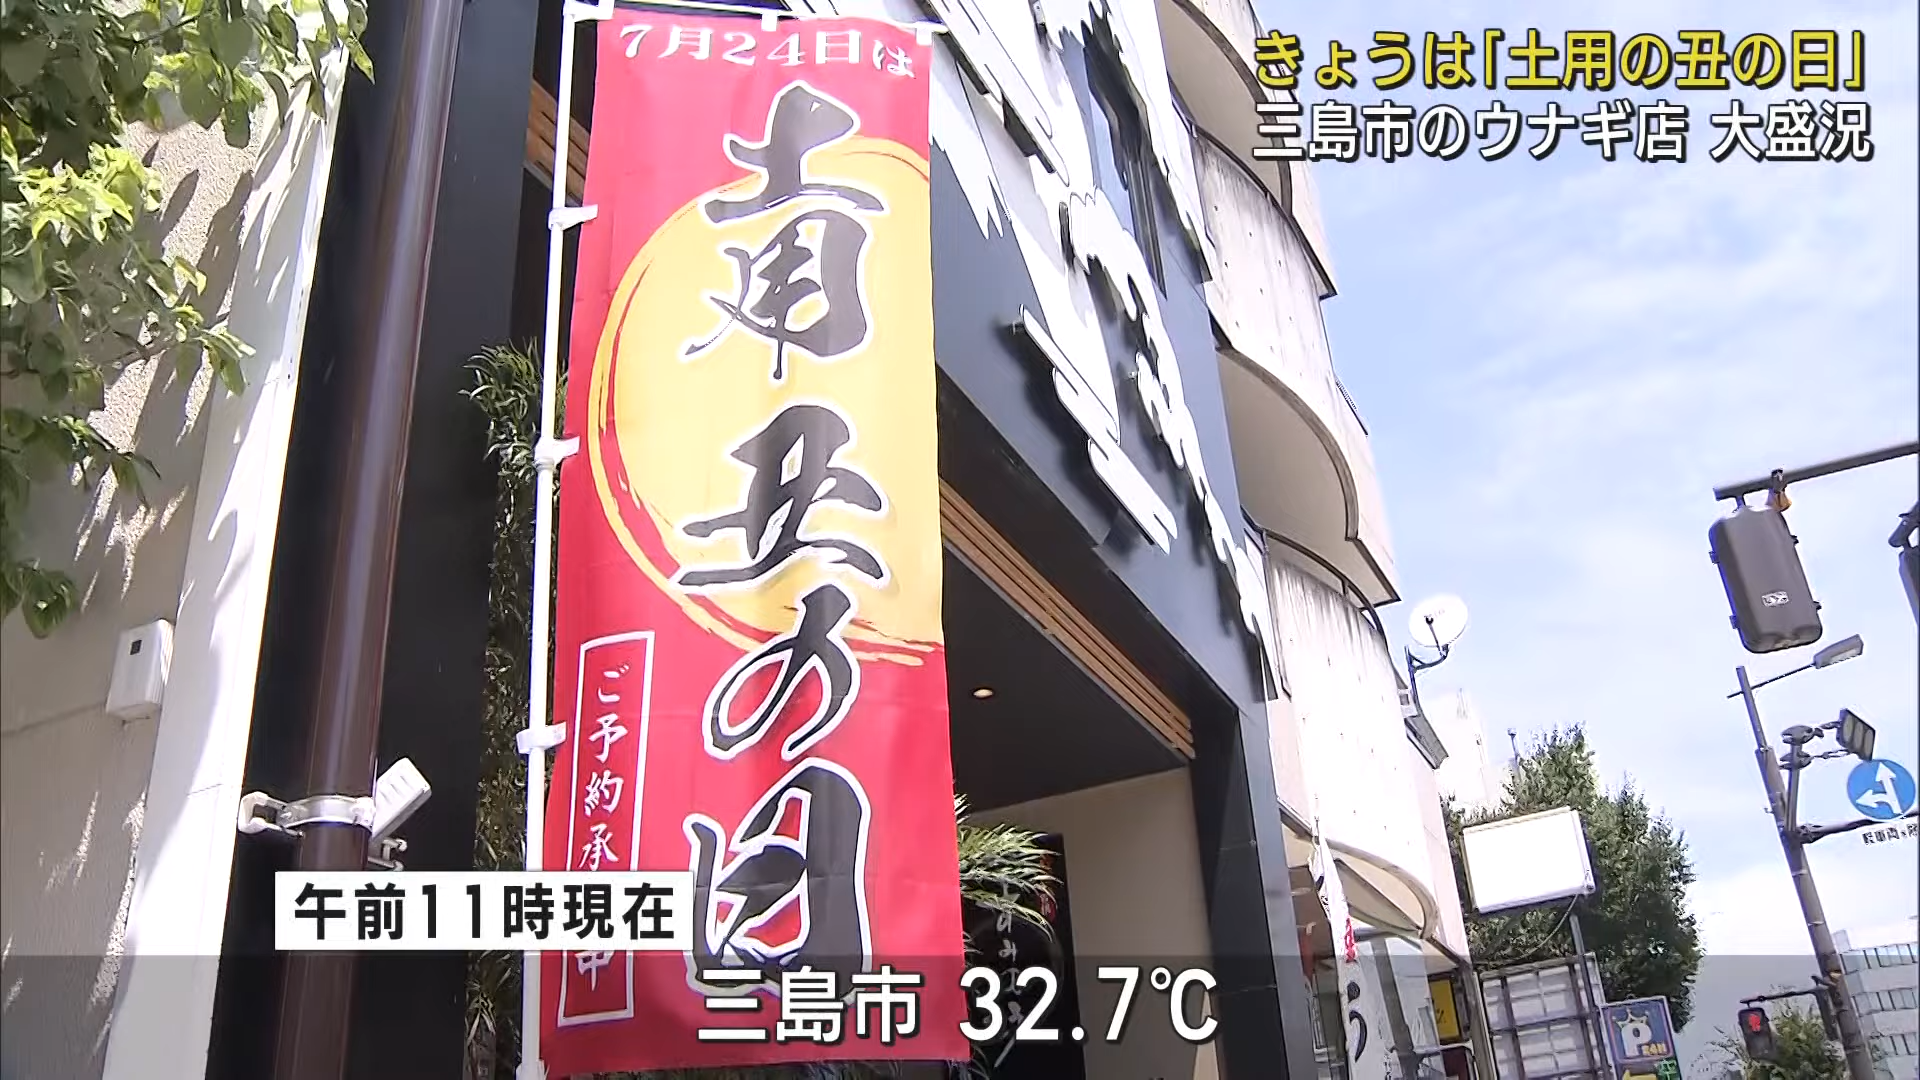 きょうは「土用の丑の日」
三島市のウナギ店 大盛況
7月24日は
土用丑の日
ご予約承
中
午前11時現在
三島市 32.7℃
P
24H